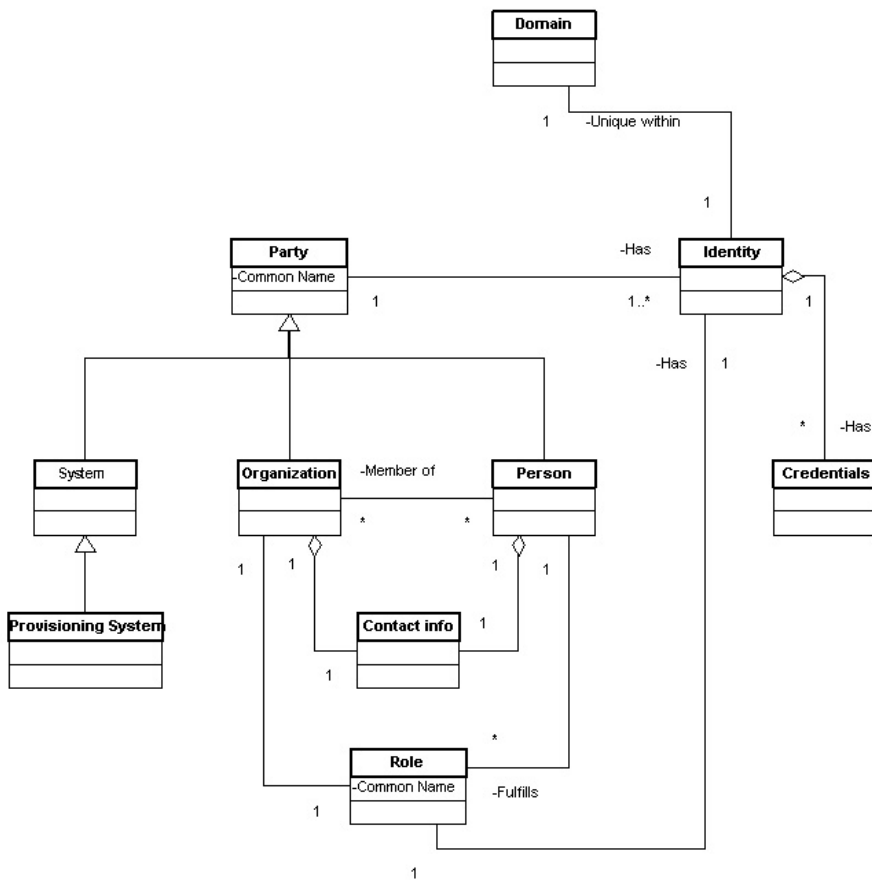 Domain
1 -Unique within
1
Party -Has Identity
-Common Name
1 1..* 1
-Has 1
* -Has
System Organization -Member of Person Credentials
* *
1 1 1 1
Provisioning System Contact info 1
1
*
Role
-Common Name -Fulfills
1
1